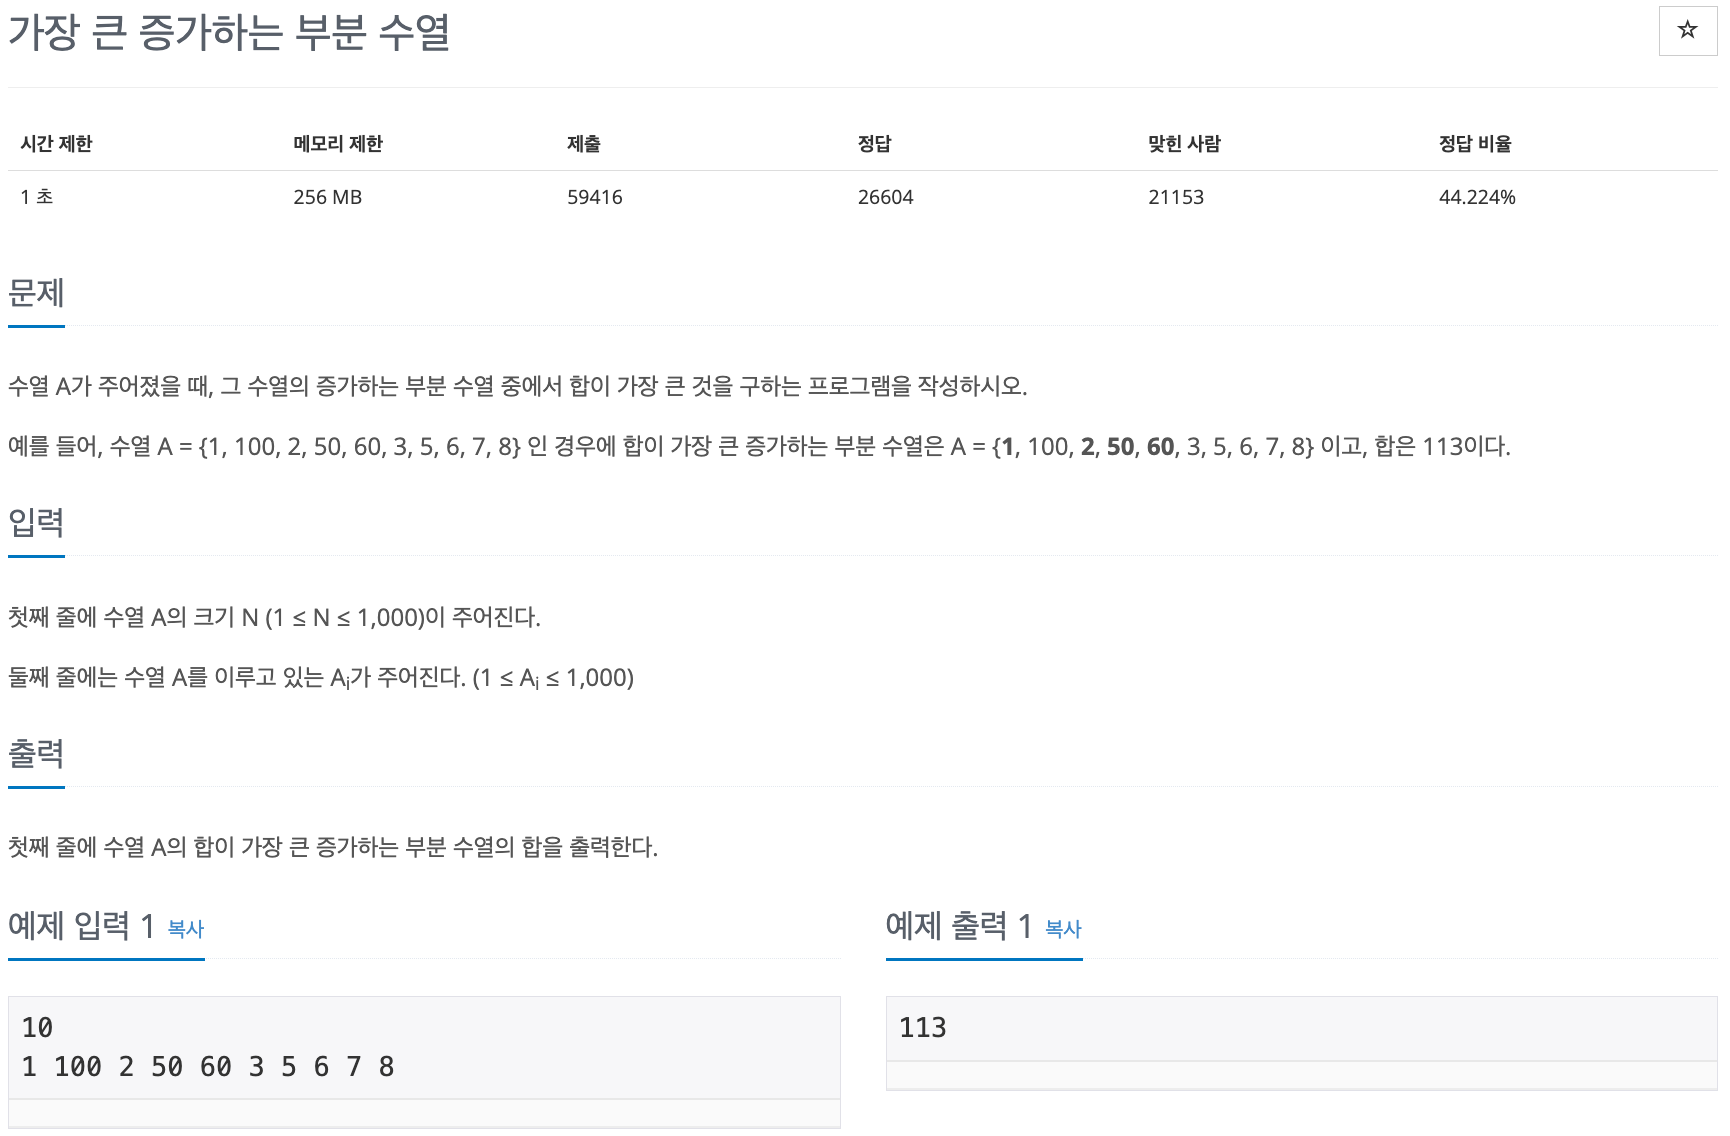 가장 큰 증가하는 부분 수열
☆
시간 제한 메모리 제한 제출 정답 맞힌 사람 정답 비율
1 초 256 MB 59416 26604 21153 44.224%
문제
수열 A가 주어졌을 때, 그 수열의 증가하는 부분 수열 중에서 합이 가장 큰 것을 구하는 프로그램을 작성하시오.
예를 들어, 수열 A = {1, 100, 2, 50, 60, 3, 5, 6, 7, 8} 인 경우에 합이 가장 큰 증가하는 부분 수열은 A = {1, 100, 2, 50, 60, 3, 5, 6, 7, 8} 이고, 합은 113이다.
입력
첫째 줄에 수열 A의 크기 N (1 ≤ N ≤ 1,000)이 주어진다.
둘째 줄에는 수열 A를 이루고 있는 Ai가 주어진다. (1 ≤ Ai ≤ 1,000)
출력
첫째 줄에 수열 A의 합이 가장 큰 증가하는 부분 수열의 합을 출력한다.
예제 입력 1 복사
10
1 100 2 50 60 3 5 6 7 8
예제 출력 1 복사
113